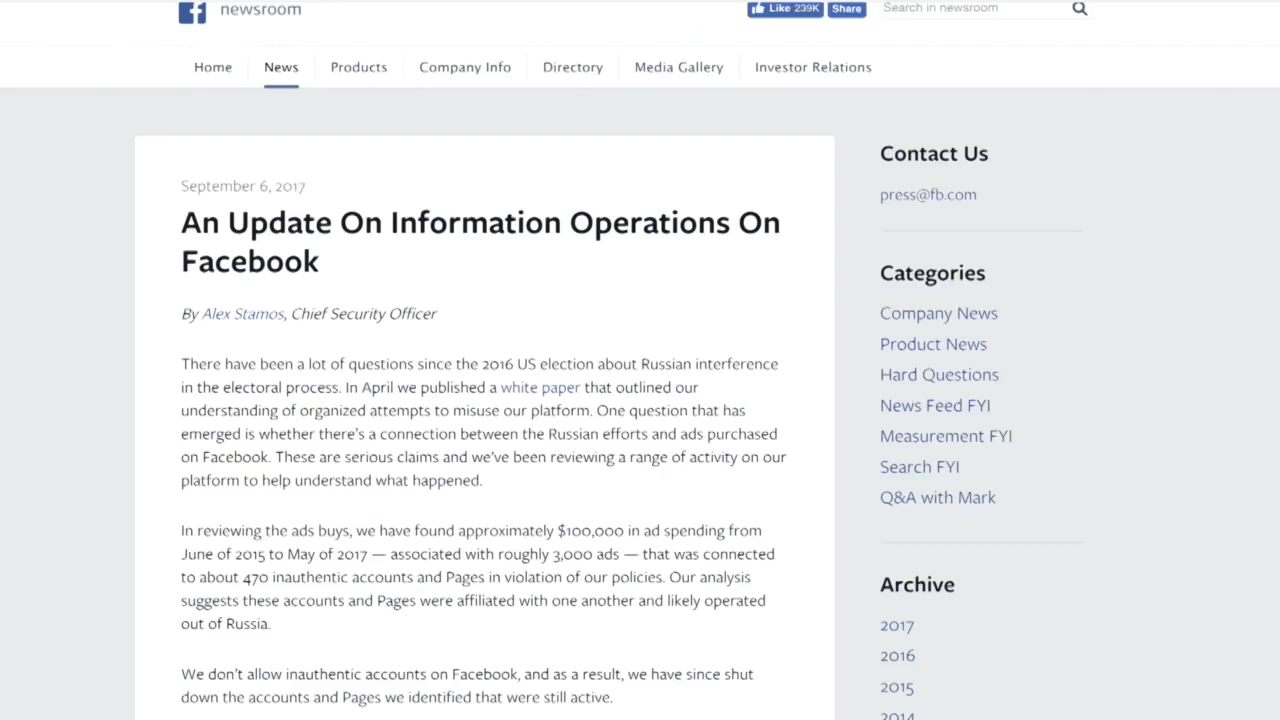 newsroom
Like 239K Share Search in newsroom
Home News Products Company Info Directory Media Gallery Investor Relations
September 6, 2017
An Update On Information Operations On
Facebook
By Alex Stamos, Chief Security Officer
There have been a lot of questions since the 2016 US election about Russian interference
in the electoral process. In April we published a white paper that outlined our
understanding of organized attempts to misuse our platform. One question that has
emerged is whether there’s a connection between the Russian efforts and ads purchased
on Facebook. These are serious claims and we’ve been reviewing a range of activity on our
platform to help understand what happened.
In reviewing the ads buys, we have found approximately $100,000 in ad spending from
June of 2015 to May of 2017 — associated with roughly 3,000 ads — that was connected
to about 470 inauthentic accounts and Pages in violation of our policies. Our analysis
suggests these accounts and Pages were affiliated with one another and likely operated
out of Russia.
We don’t allow inauthentic accounts on Facebook, and as a result, we have since shut
down the accounts and Pages we identified that were still active.
Contact Us
press@fb.com
Categories
Company News
Product News
Hard Questions
News Feed FYI
Measurement FYI
Search FYI
Q&A with Mark
Archive
2017
2016
2015
2014